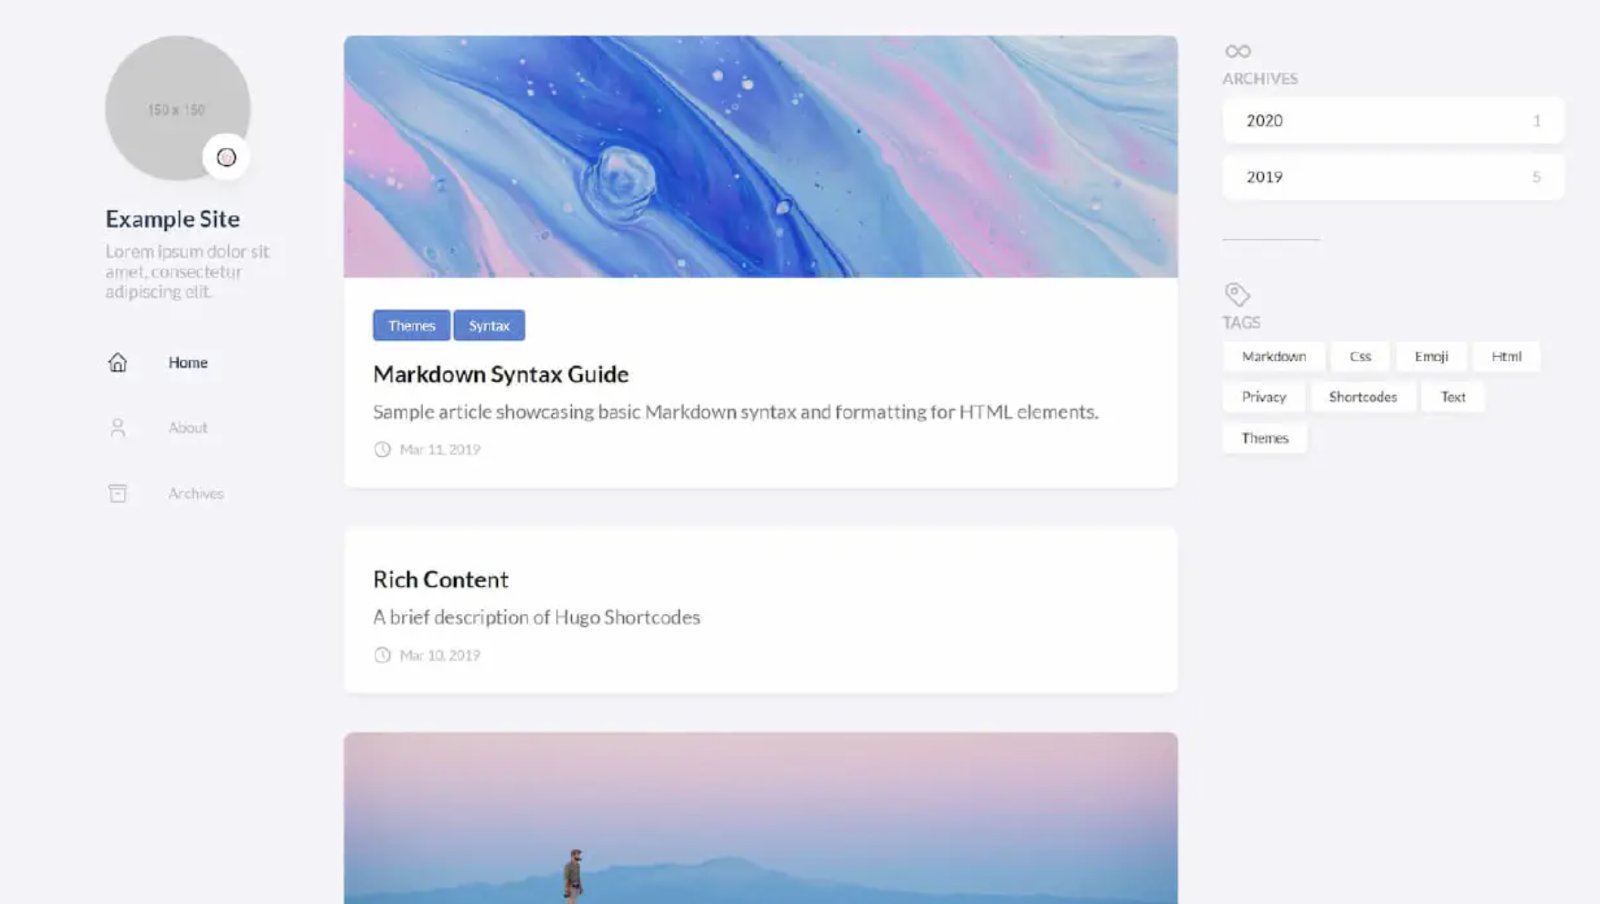 150 x 150
Example Site
Lorem ipsum dolor sit
amet, consectetur
adipiscing elit.
Home
About
Archives
Themes Syntax
Markdown Syntax Guide
Sample article showcasing basic Markdown syntax and formatting for HTML elements.
Mar 11, 2019
Rich Content
A brief description of Hugo Shortcodes
Mar 10, 2019
ARCHIVES
2020 1
2019 5
TAGS
Markdown Css Emoji Html
Privacy Shortcodes Text
Themes